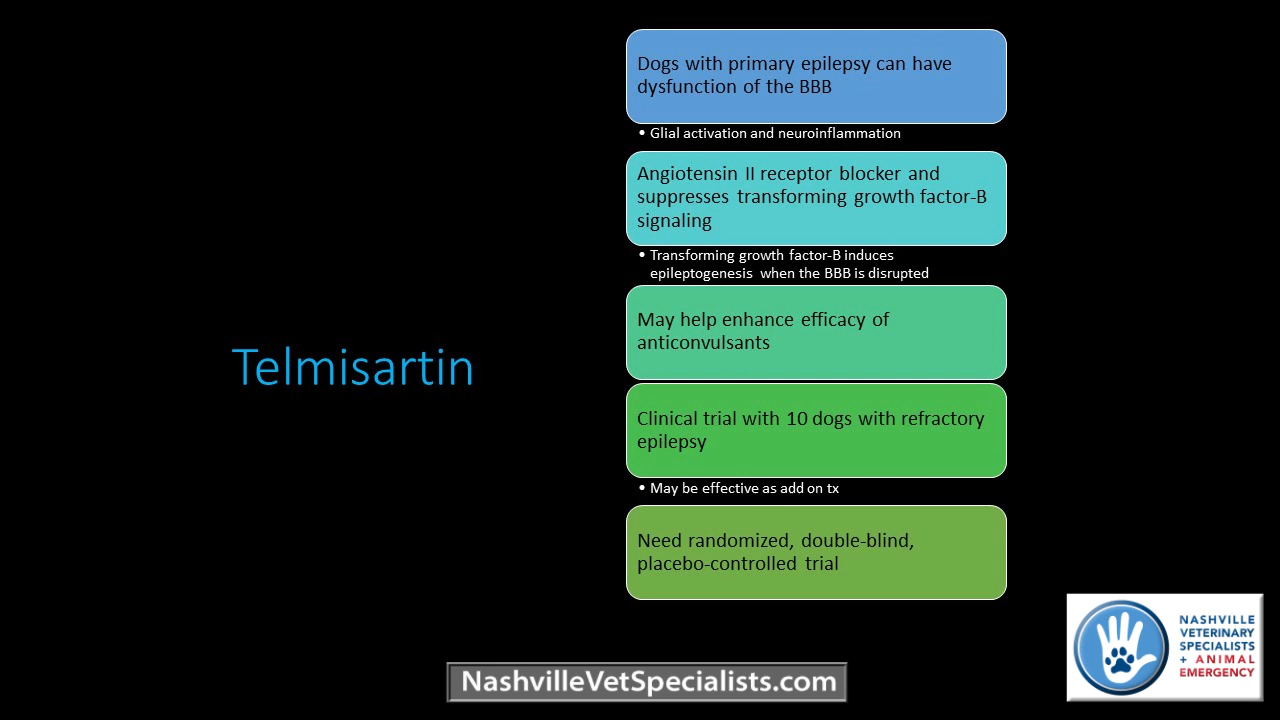 Telmisartin
Dogs with primary epilepsy can have
dysfunction of the BBB
• Glial activation and neuroinflammation
Angiotensin II receptor blocker and
suppresses transforming growth factor-B
signaling
• Transforming growth factor-B induces
epileptogenesis when the BBB is disrupted
May help enhance efficacy of
anticonvulsants
Clinical trial with 10 dogs with refractory
epilepsy
• May be effective as add on tx
Need randomized, double-blind,
placebo-controlled trial
NashvilleVetSpecialists.com
NASHVILLE
VETERINARY
SPECIALISTS
+ ANIMAL
EMERGENCY